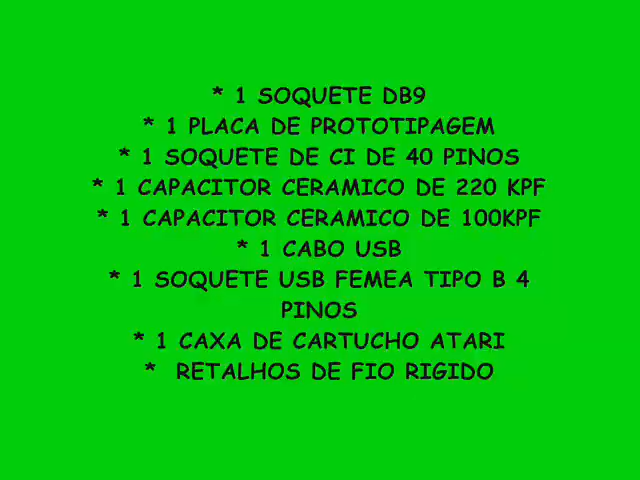 * 1 SOQUETE DB9
* 1 PLACA DE PROTOTIPAGEM
* 1 SOQUETE DE CI DE 40 PINOS
* 1 CAPACITOR CERAMICO DE 220 KPF
* 1 CAPACITOR CERAMICO DE 100KPF
* 1 CABO USB
* 1 SOQUETE USB FEMEA TIPO B 4
PINOS
* 1 CAXA DE CARTUCHO ATARI
* RETALHOS DE FIO RIGIDO